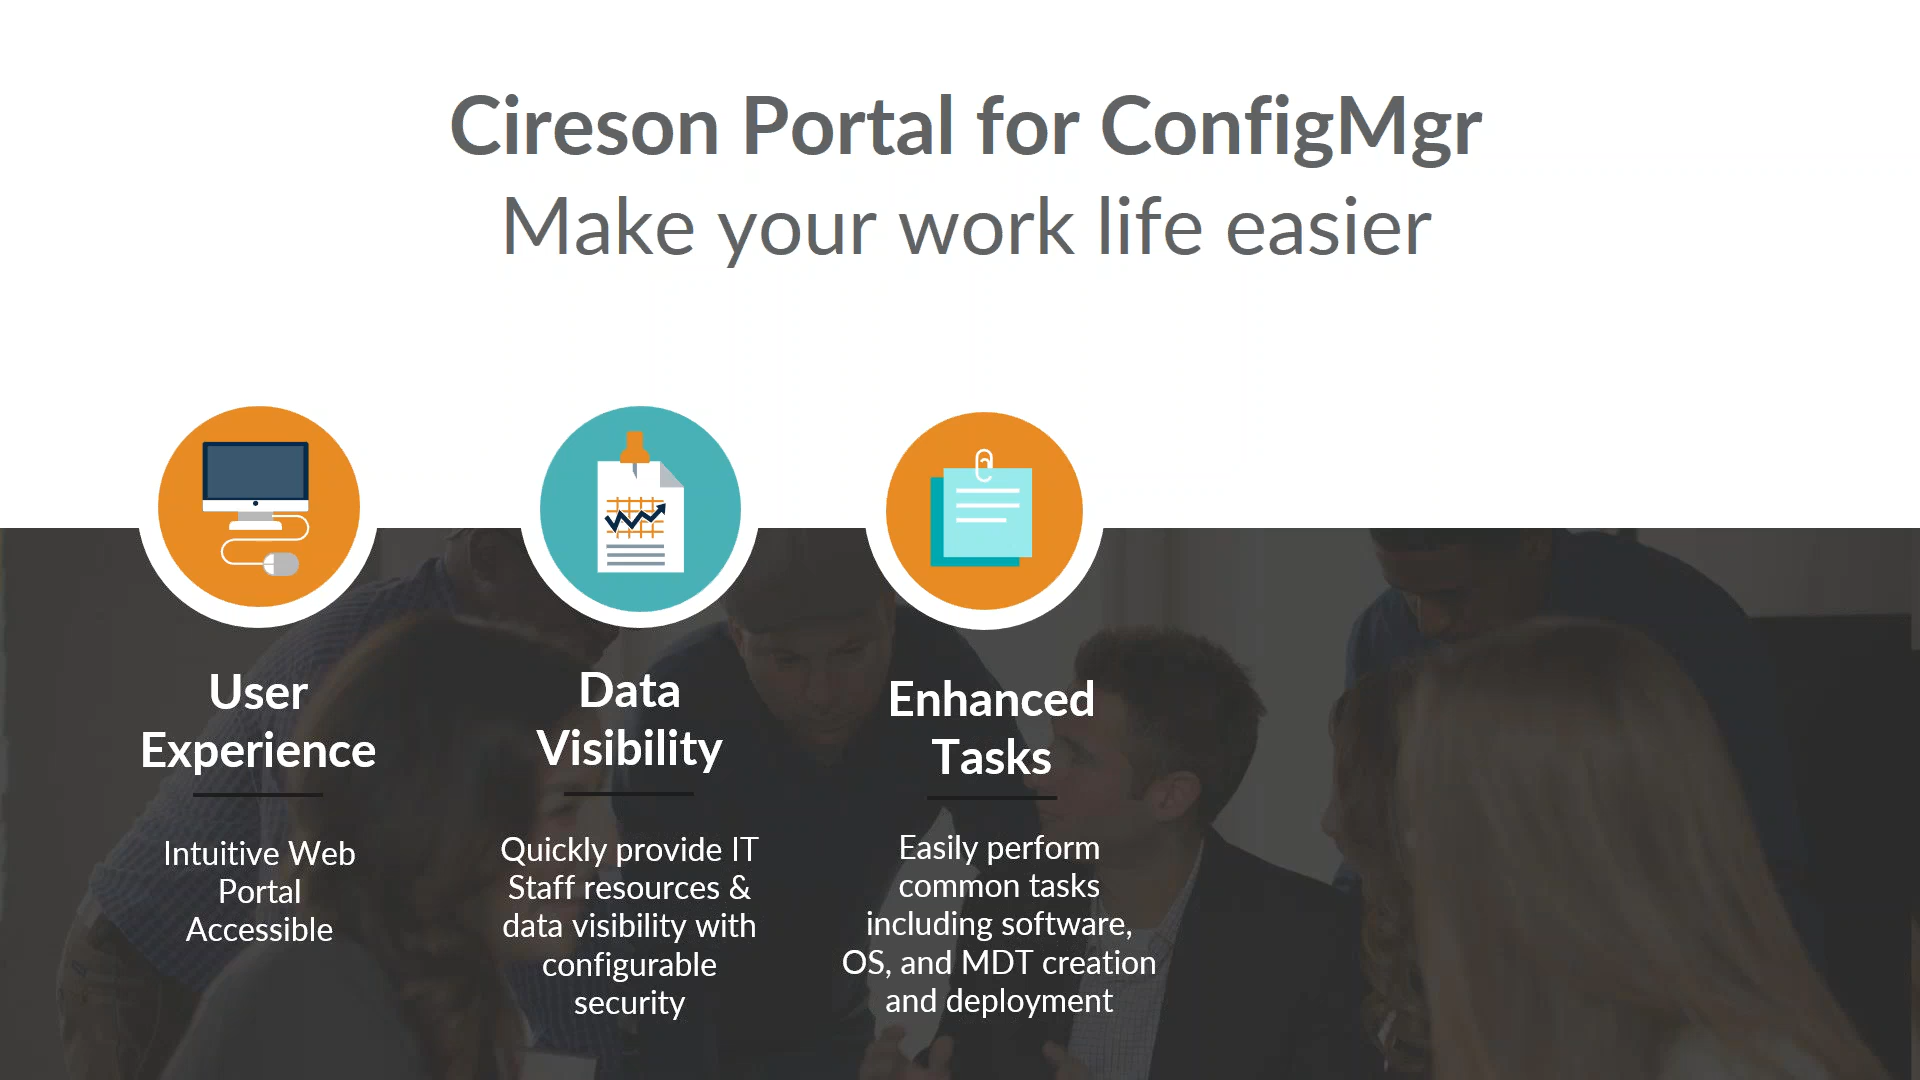 Cireson Portal for ConfigMgr
Make your work life easier
User
Experience
Intuitive Web
Portal
Accessible
Data
Visibility
Quickly provide IT
Staff resources &
data visibility with
configurable
security
Enhanced
Tasks
Easily perform
common tasks
including software,
OS, and MDT creation
and deployment